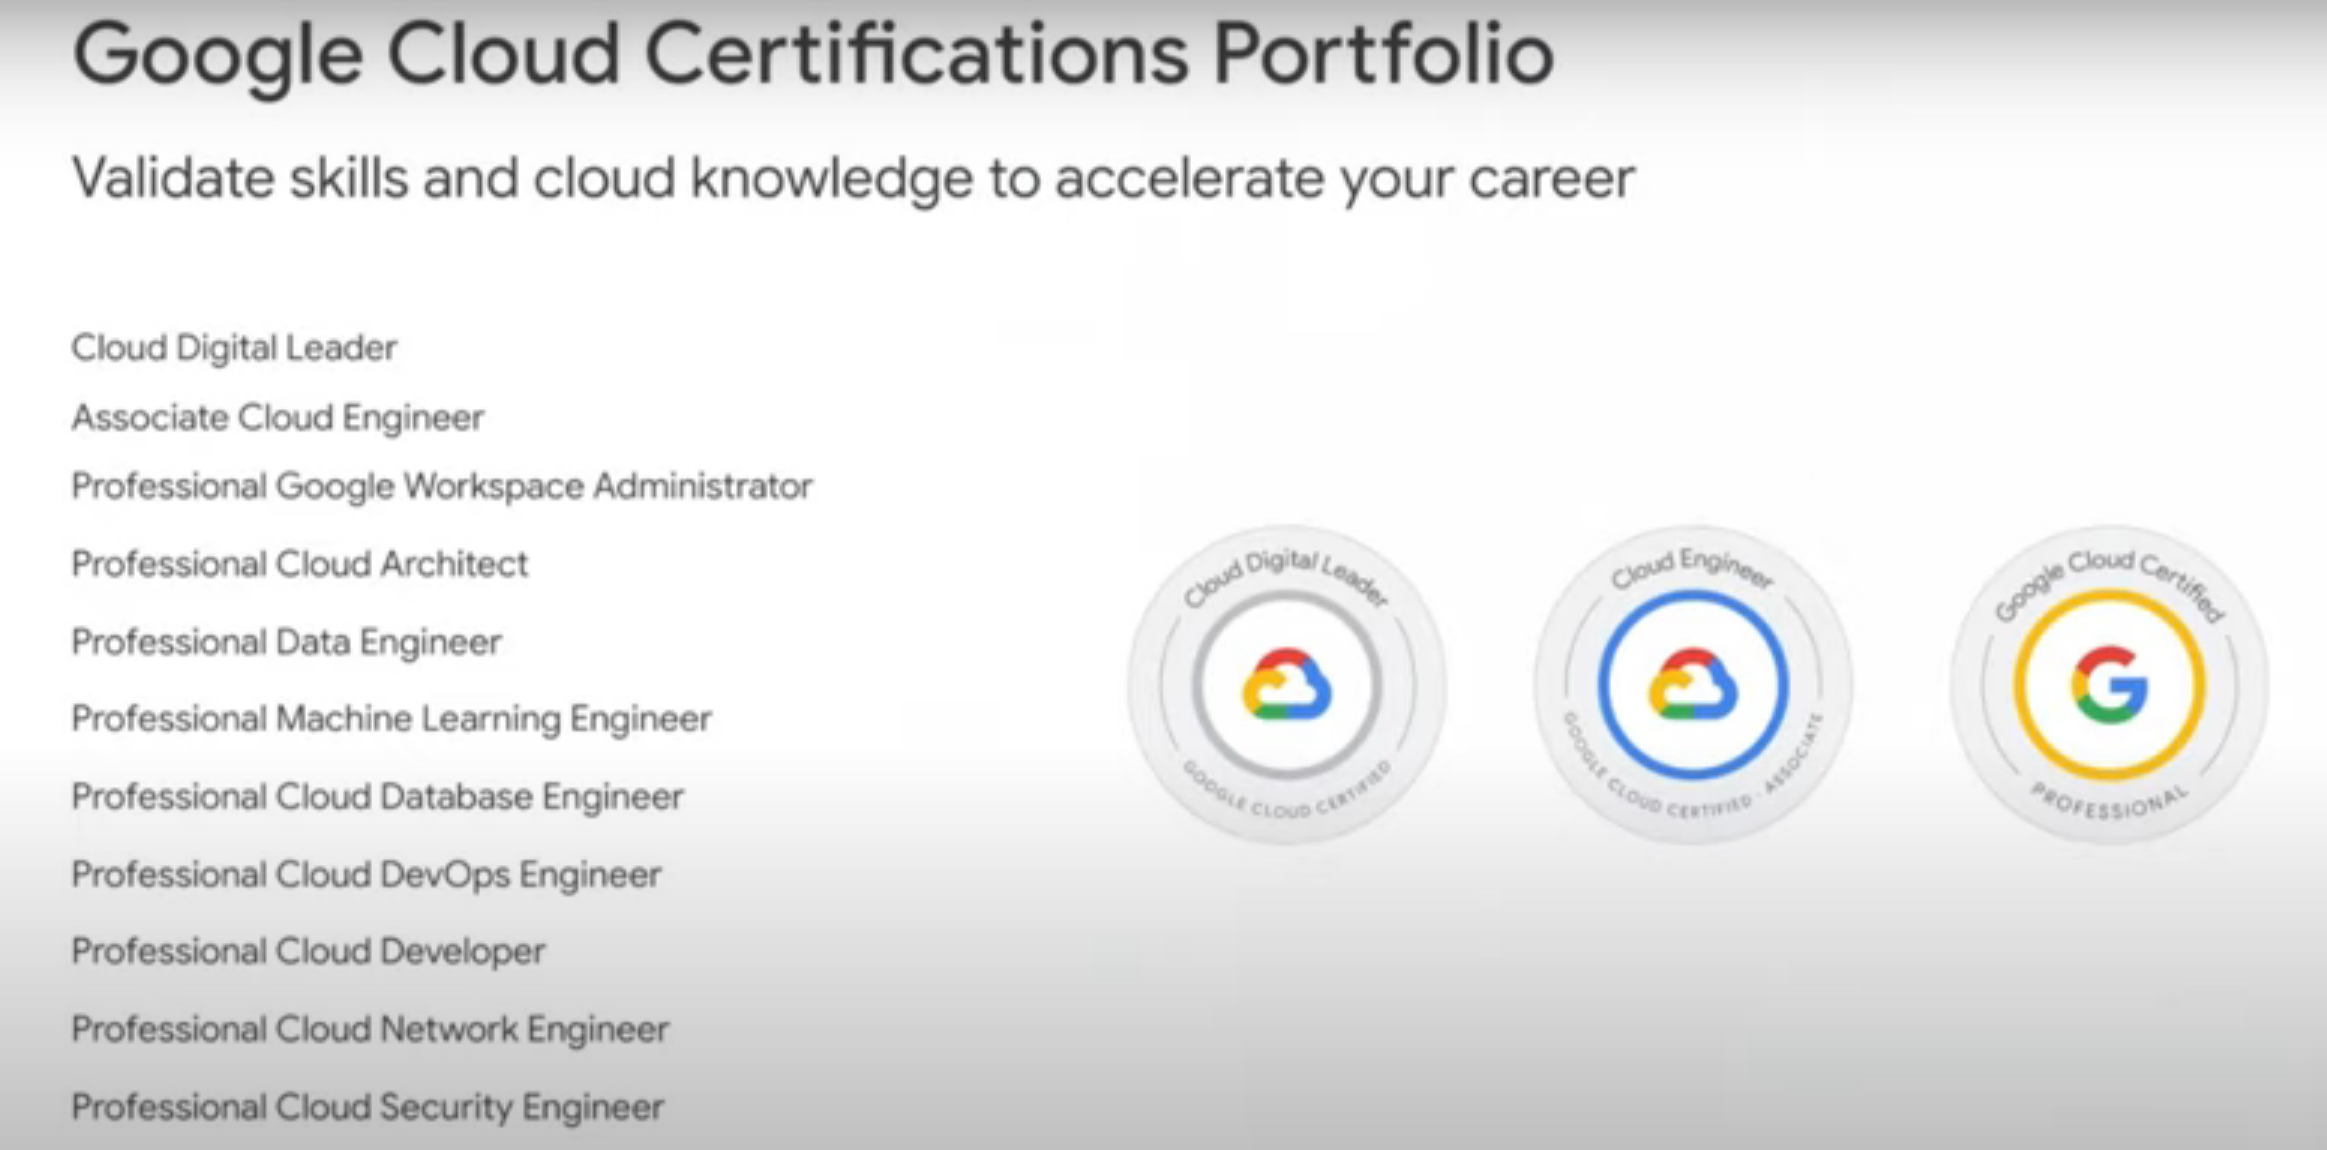 Google Cloud Certifications Portfolio
Validate skills and cloud knowledge to accelerate your career
Cloud Digital Leader
Associate Cloud Engineer
Professional Google Workspace Administrator
Professional Cloud Architect
Professional Data Engineer
Professional Machine Learning Engineer
Professional Cloud Database Engineer
Professional Cloud DevOps Engineer
Professional Cloud Developer
Professional Cloud Network Engineer
Professional Cloud Security Engineer
Cloud Digital Leader
GOOGLE CLOUD CERTIFIED
Cloud Engineer
GOOGLE CLOUD CERTIFIED · ASSOCIATE
Google Cloud Certified
G
PROFESSIONAL